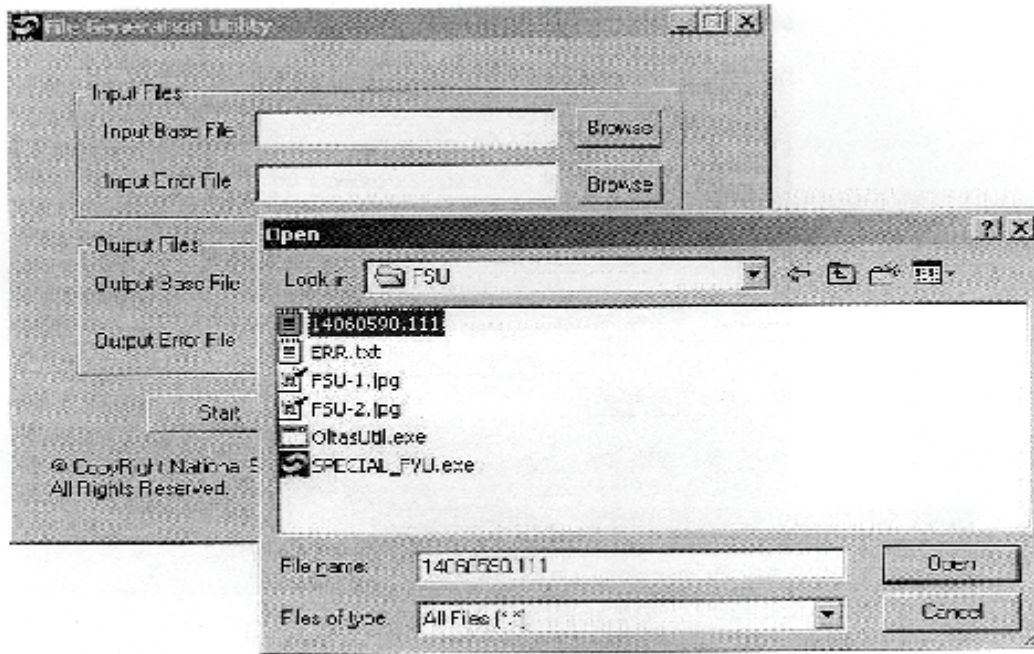 File Generation Utility
Input Files
Input Base File
Browse
Input Error File
Browse
Output Files
Output Base File
Output Error File
Start
© CopyRight National S
All Rights Reserved.
Open
Look in:
FSU
14060590.111
ERR.txt
FSU-1.jpg
FSU-2.jpg
OltasUtil.exe
SPECIAL_FVU.exe
File name:
14060590.111
Open
Files of type
All Files (*.*)
Cancel